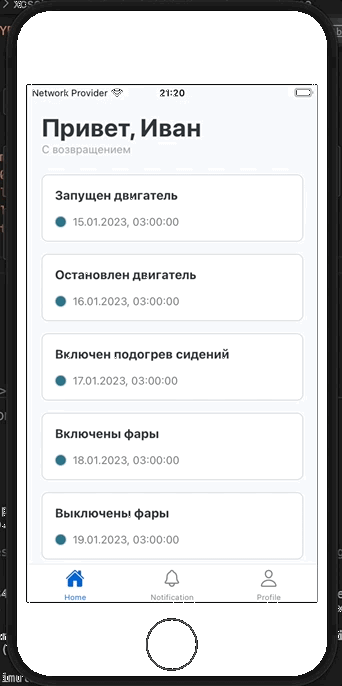 Network Provider 21:20
Привет, Иван
С возвращением
Запущен двигатель
15.01.2023, 03:00:00
Остановлен двигатель
16.01.2023, 03:00:00
Включен подогрев сидений
17.01.2023, 03:00:00
Включены фары
18.01.2023, 03:00:00
Выключены фары
19.01.2023, 03:00:00
Home Notification Profile